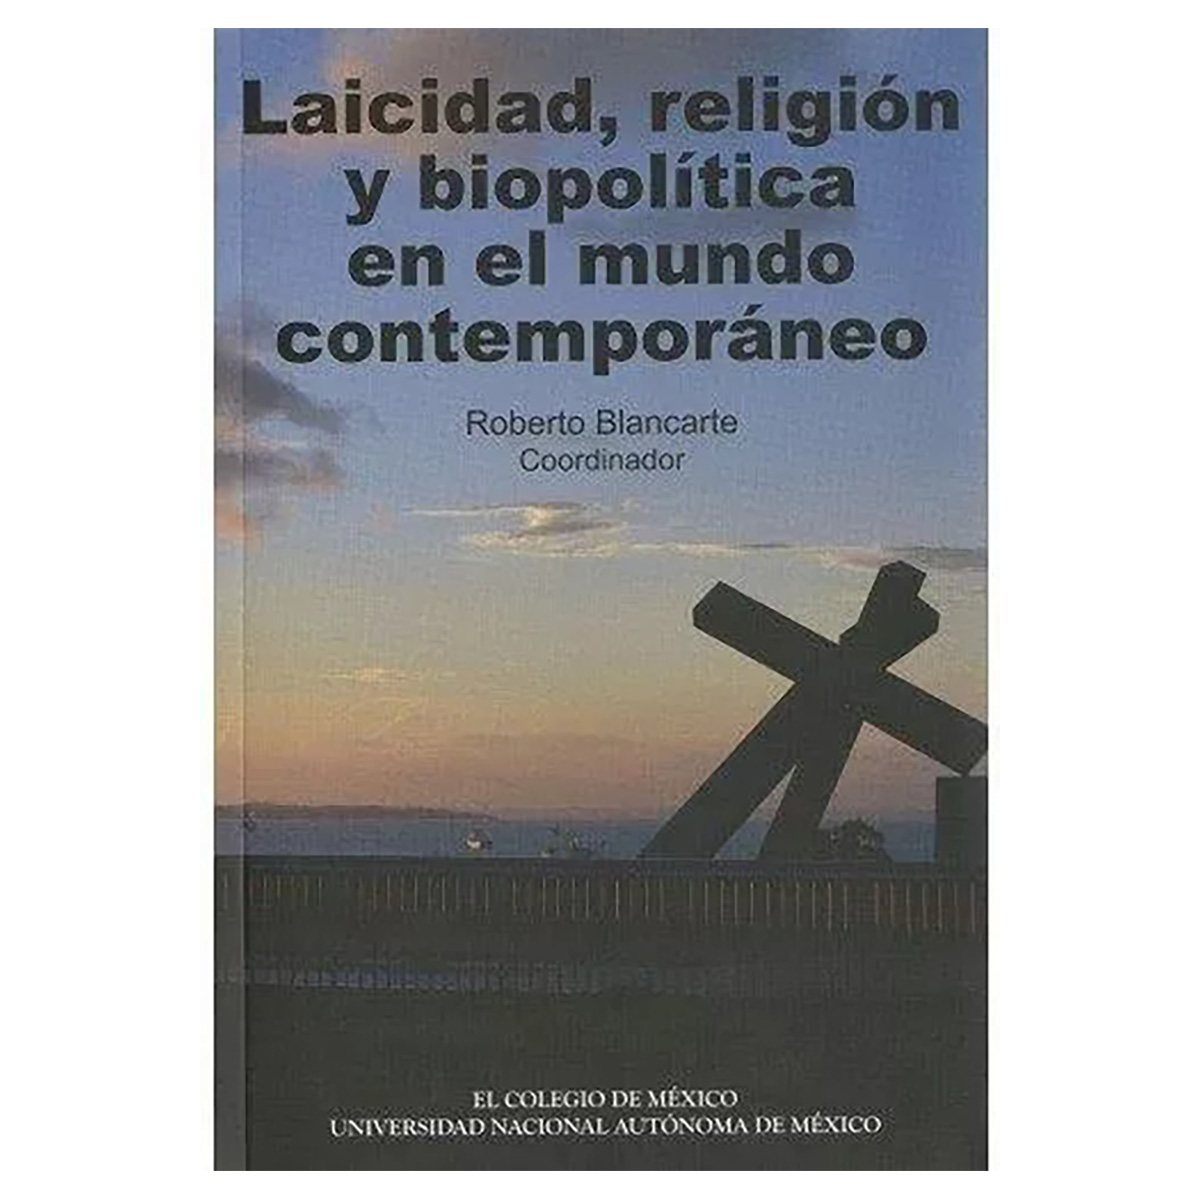 Laicidad, religión
y biopolítica
en el mundo
contemporáneo
Roberto Blancarte
Coordinador
EL COLEGIO DE MÉXICO
UNIVERSIDAD NACIONAL AUTÓNOMA DE MÉXICO